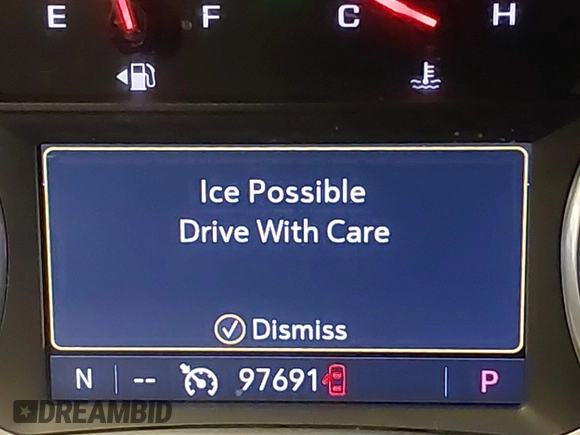 E F C H
Ice Possible
Drive With Care
Dismiss
N -- 97691 P
DREAMBID